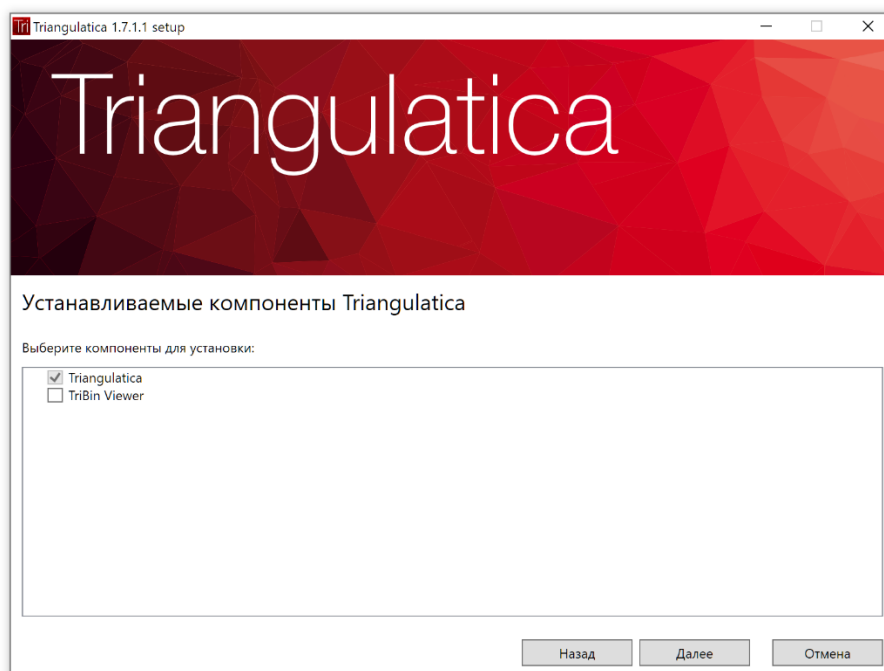 Tri Triangulatica 1.7.1.1 setup
Triangulatica
Устанавливаемые компоненты Triangulatica
Выберите компоненты для установки:
Triangulatica
TriBin Viewer
Назад Далее Отмена